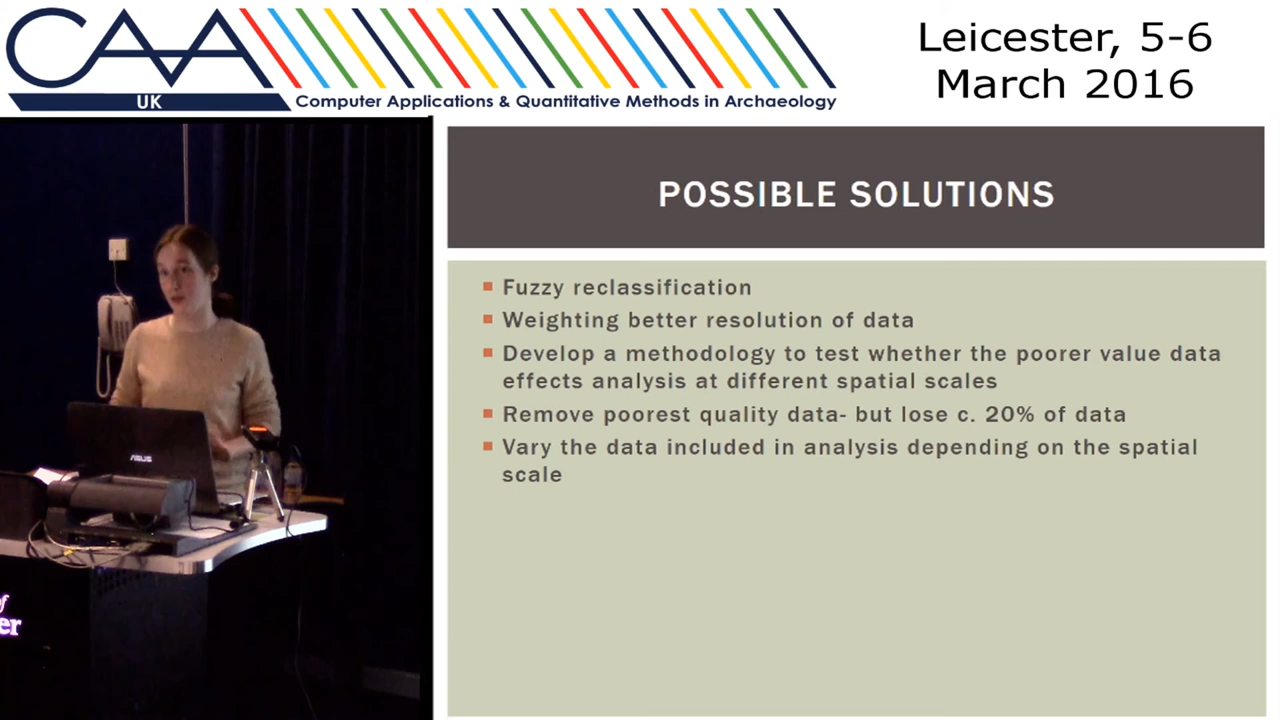 CAA
UK
Computer Applications & Quantitative Methods in Archaeology
Leicester, 5-6
March 2016
POSSIBLE SOLUTIONS
Fuzzy reclassification
Weighting better resolution of data
Develop a methodology to test whether the poorer value data
effects analysis at different spatial scales
Remove poorest quality data- but lose c. 20% of data
Vary the data included in analysis depending on the spatial
scale
ASUS
of
er